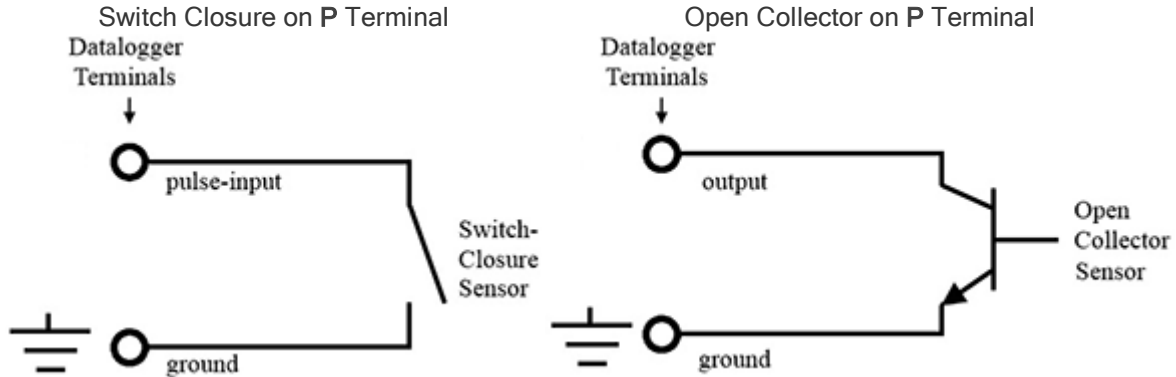 Switch Closure on P Terminal
Datalogger
Terminals
pulse-input
Switch-
Closure
Sensor
ground
Open Collector on P Terminal
Datalogger
Terminals
output
Open
Collector
Sensor
ground